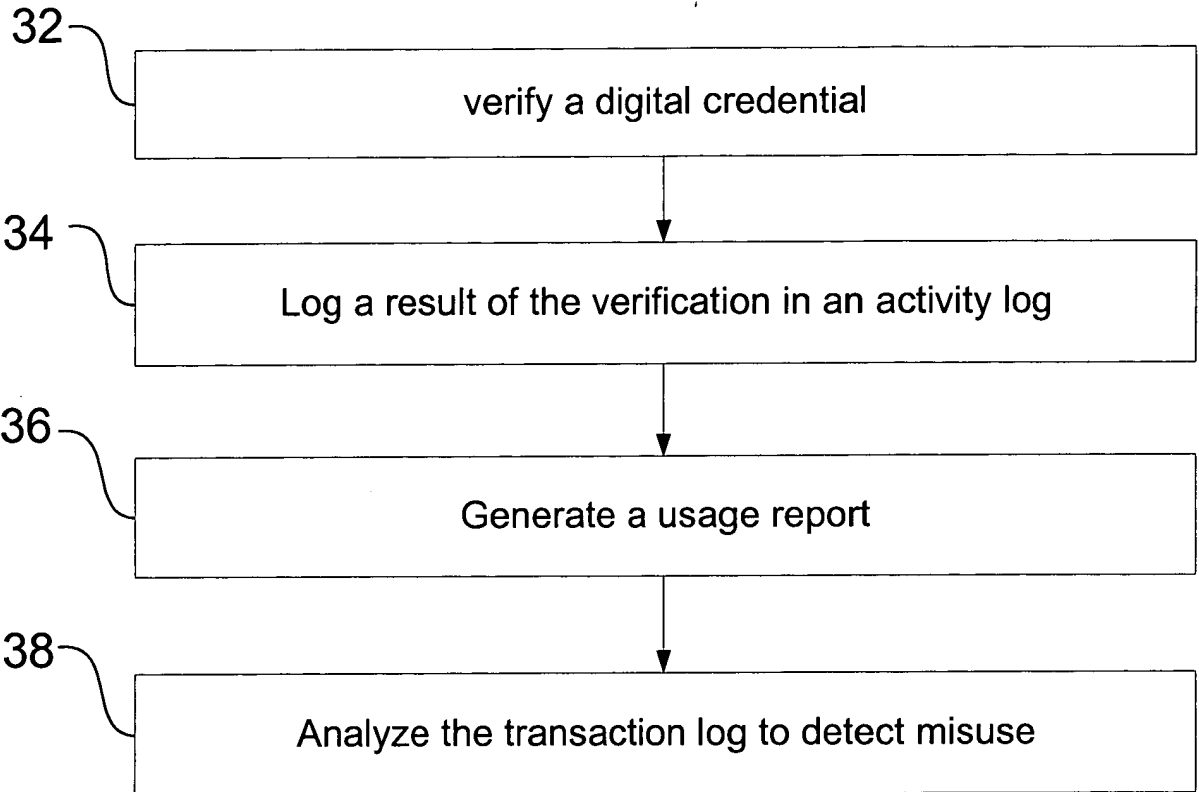 32
verify a digital credential
34
Log a result of the verification in an activity log
36
Generate a usage report
38
Analyze the transaction log to detect misuse